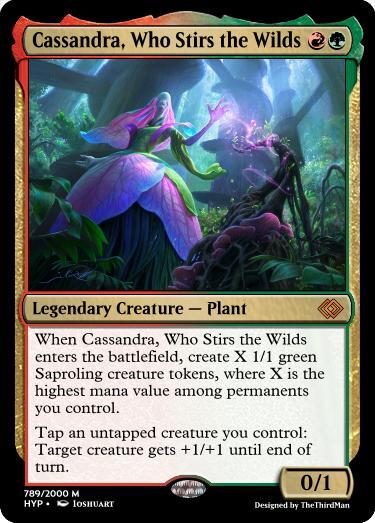 Cassandra, Who Stirs the Wilds
Legendary Creature — Plant
When Cassandra, Who Stirs the Wilds
enters the battlefield, create X 1/1 green
Saproling creature tokens, where X is the
highest mana value among permanents
you control.
Tap an untapped creature you control:
Target creature gets +1/+1 until end of
turn.
0/1
789/2000 M
HYP • Ioshuart
Designed by TheThirdMan